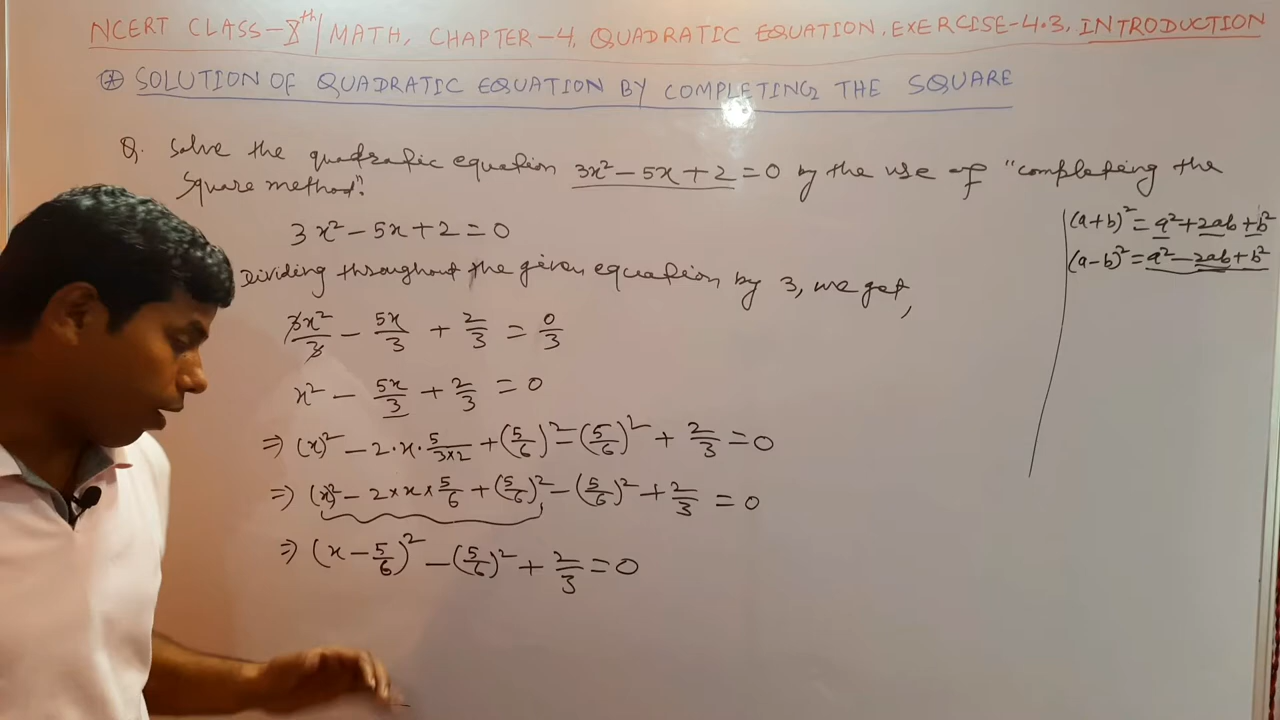 NCERT CLASS-8th/MATH, CHAPTER-4, QUADRATIC EQUATION, EXERCISE-4.3, INTRODUCTION
⊛ SOLUTION OF QUADRATIC EQUATION BY COMPLETING THE SQUARE
Q. Solve the quadratic equation 3x² - 5x + 2 = 0 by the use of "completing the
Square method".
3x² - 5x + 2 = 0
Dividing throughout the given equation by 3, we get,
3x²/3 - 5x/3 + 2/3 = 0/3
x² - 5x/3 + 2/3 = 0
⇒ (x)² - 2·x·5/3×2 + (5/6)² = (5/6)² + 2/3 = 0
⇒ (x)² - 2×x×5/6 + (5/6)² - (5/6)² + 2/3 = 0
⇒ (x - 5/6)² - (5/6)² + 2/3 = 0
(a+b)² = a² + 2ab + b²
(a-b)² = a² - 2ab + b²